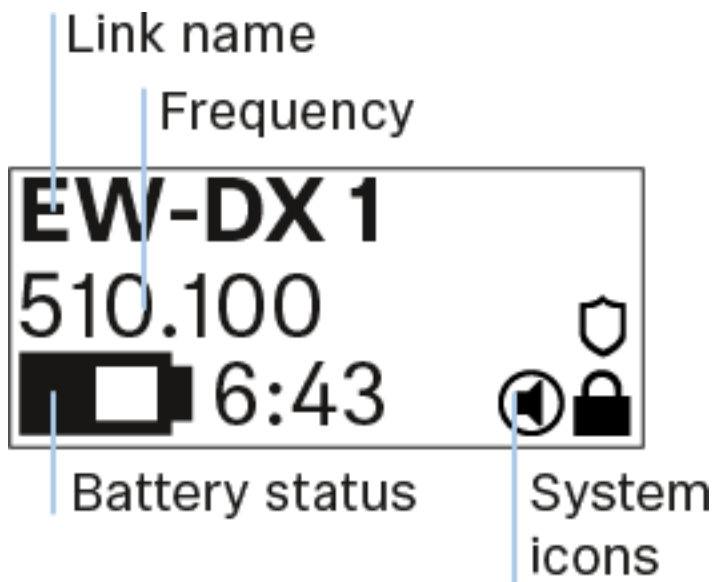 Link name
Frequency
EW-DX 1
510.100
6:43
Battery status
System
icons